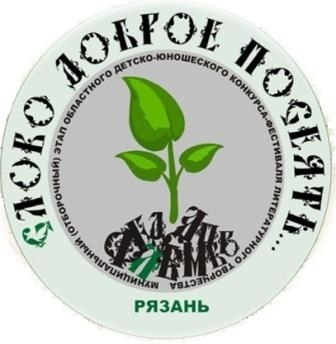 СЛОВО ДОБРОЕ ПОСЕЯТЬ...
МУНИЦИПАЛЬНЫЙ (ОТБОРОЧНЫЙ) ЭТАП ОБЛАСТНОГО ДЕТСКО-ЮНОШЕСКОГО КОНКУРСА-ФЕСТИВАЛЯ ЛИТЕРАТУРНОГО ТВОРЧЕСТВА
РЯЗАНЬ